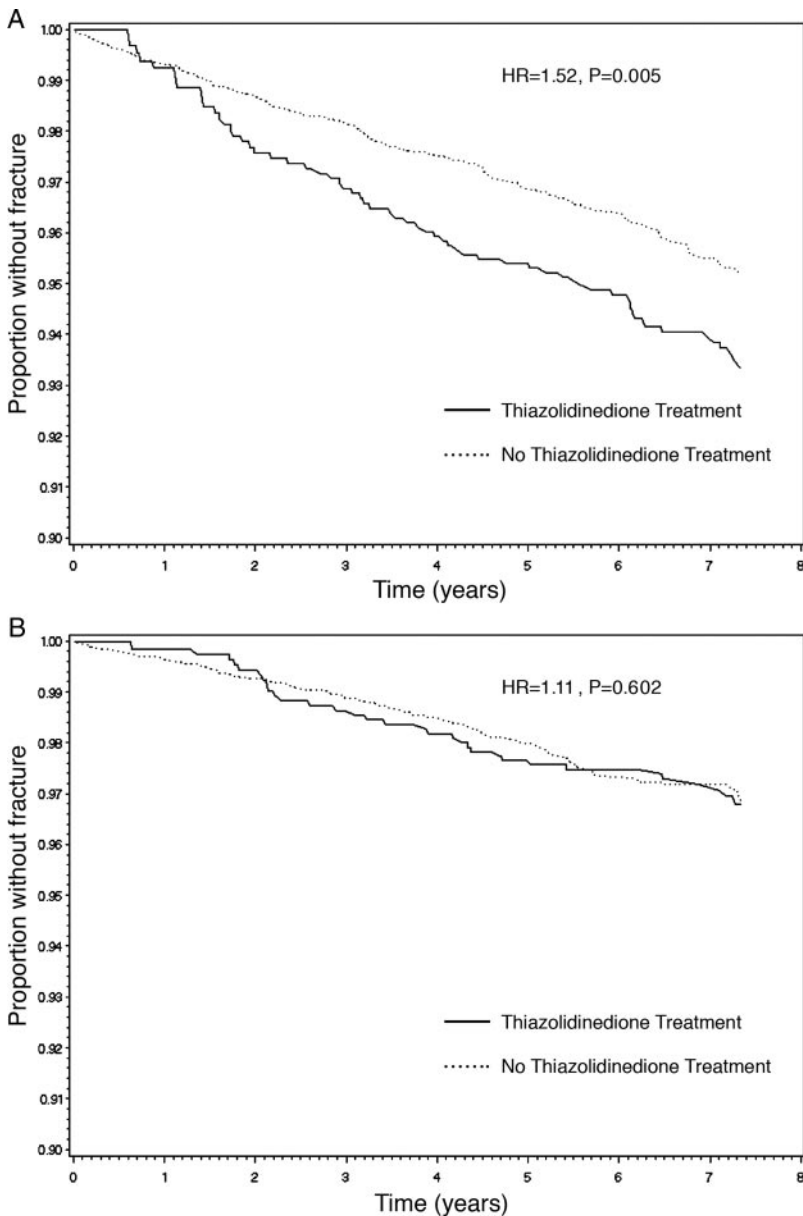 A
1.00
0.99
0.98
0.97
0.96
0.95
0.94
0.93
0.92
0.91
0.90
Proportion without fracture
HR=1.52, P=0.005
Thiazolidinedione Treatment
No Thiazolidinedione Treatment
0 1 2 3 4 5 6 7 8
Time (years)
B
1.00
0.99
0.98
0.97
0.96
0.95
0.94
0.93
0.92
0.91
0.90
Proportion without fracture
HR=1.11 , P=0.602
Thiazolidinedione Treatment
No Thiazolidinedione Treatment
0 1 2 3 4 5 6 7 8
Time (years)